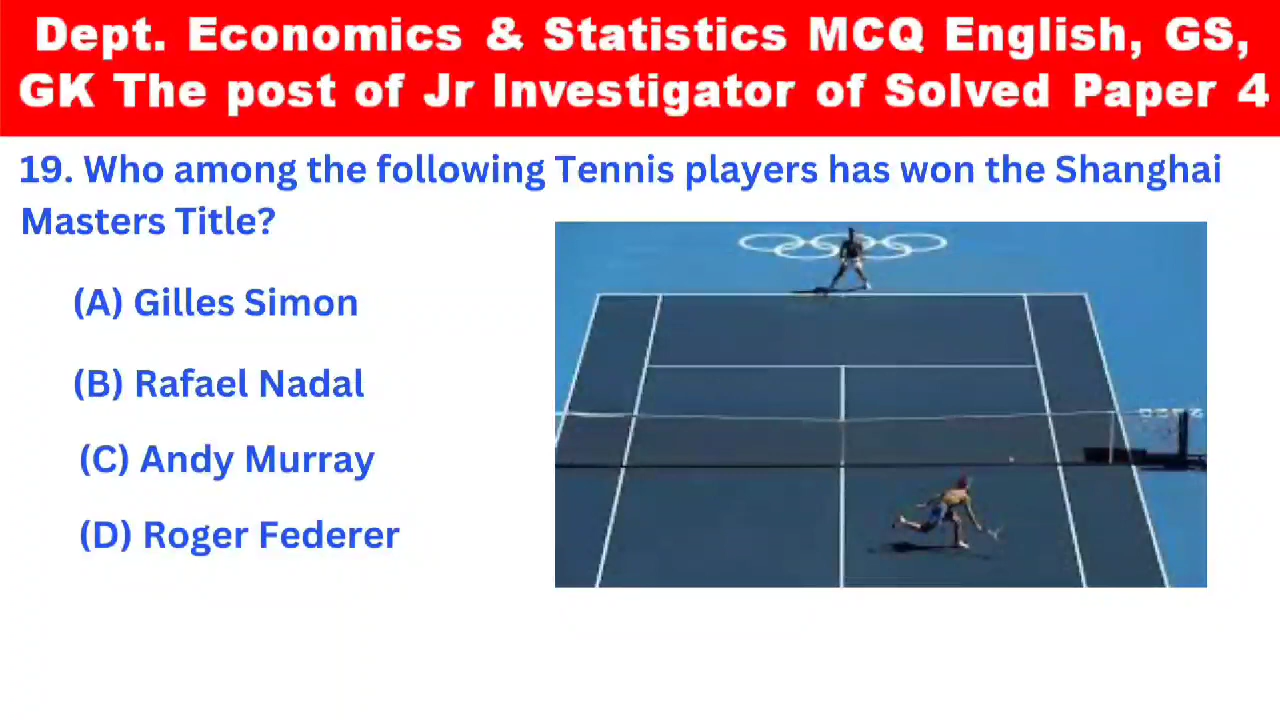 Dept. Economics & Statistics MCQ English, GS,
GK The post of Jr Investigator of Solved Paper 4
19. Who among the following Tennis players has won the Shanghai
Masters Title?
(A) Gilles Simon
(B) Rafael Nadal
(C) Andy Murray
(D) Roger Federer